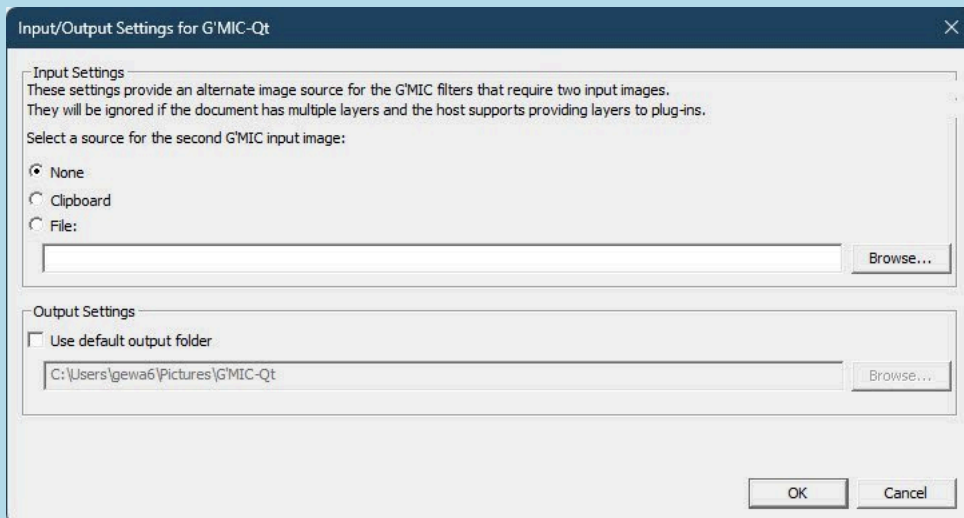 Input/Output Settings for G'MIC-Qt
Input Settings
These settings provide an alternate image source for the G'MIC filters that require two input images.
They will be ignored if the document has multiple layers and the host supports providing layers to plug-ins.
Select a source for the second G'MIC input image:
None
Clipboard
File:
Browse...
Output Settings
Use default output folder
C:\Users\gewa6\Pictures\G'MIC-Qt
Browse...
OK
Cancel